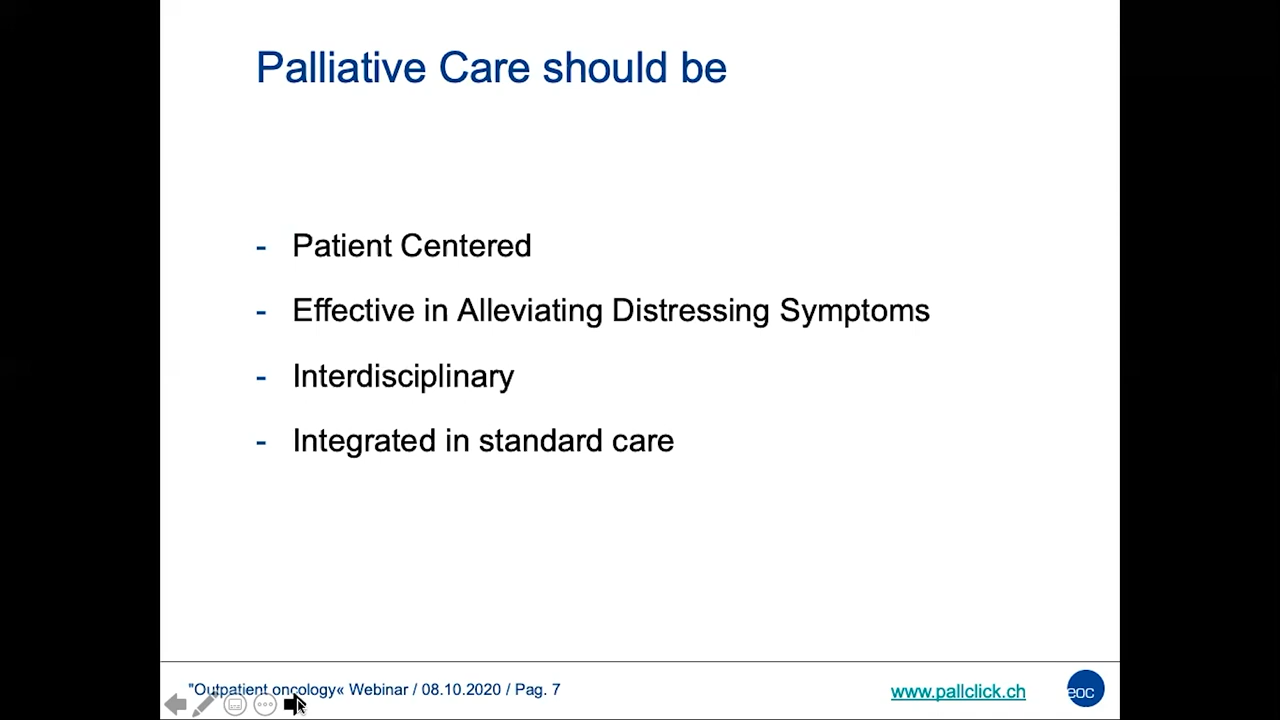 Palliative Care should be
- Patient Centered
- Effective in Alleviating Distressing Symptoms
- Interdisciplinary
- Integrated in standard care
"Outpatient oncology« Webinar / 08.10.2020 / Pag. 7
www.pallclick.ch
eoc